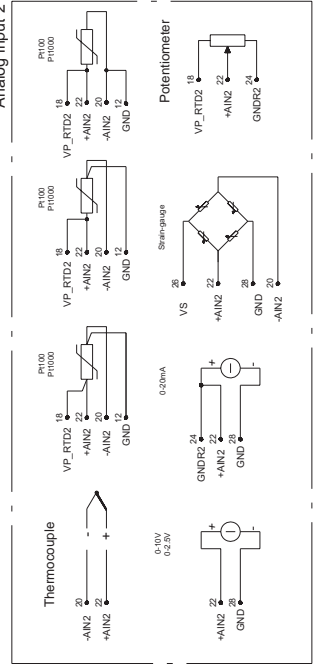 Analog Input 2
Thermocouple
20
-AIN2
-
22
+AIN2
+
Pt100
Pt1000
18
VP_RTD2
22
+AIN2
20
-AIN2
12
GND
Pt100
Pt1000
18
VP_RTD2
22
+AIN2
20
-AIN2
12
GND
Pt100
Pt1000
18
VP_RTD2
22
+AIN2
20
-AIN2
12
GND
0-10V
0-2.5V
22
+AIN2
28
GND
+
-
0-20mA
24
GNDR2
22
+AIN2
28
GND
+
-
Strain-gauge
26
VS
22
+AIN2
28
GND
20
-AIN2
Potentiometer
18
VP_RTD2
22
+AIN2
24
GNDR2